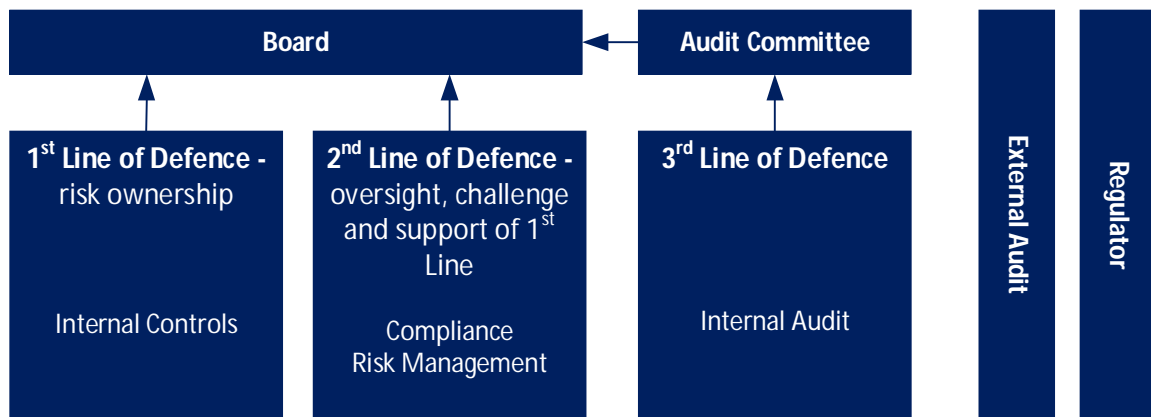 Board
Audit Committee
1st Line of Defence -
risk ownership
Internal Controls
2nd Line of Defence -
oversight, challenge
and support of 1st
Line
Compliance
Risk Management
3rd Line of Defence
Internal Audit
External Audit
Regulator